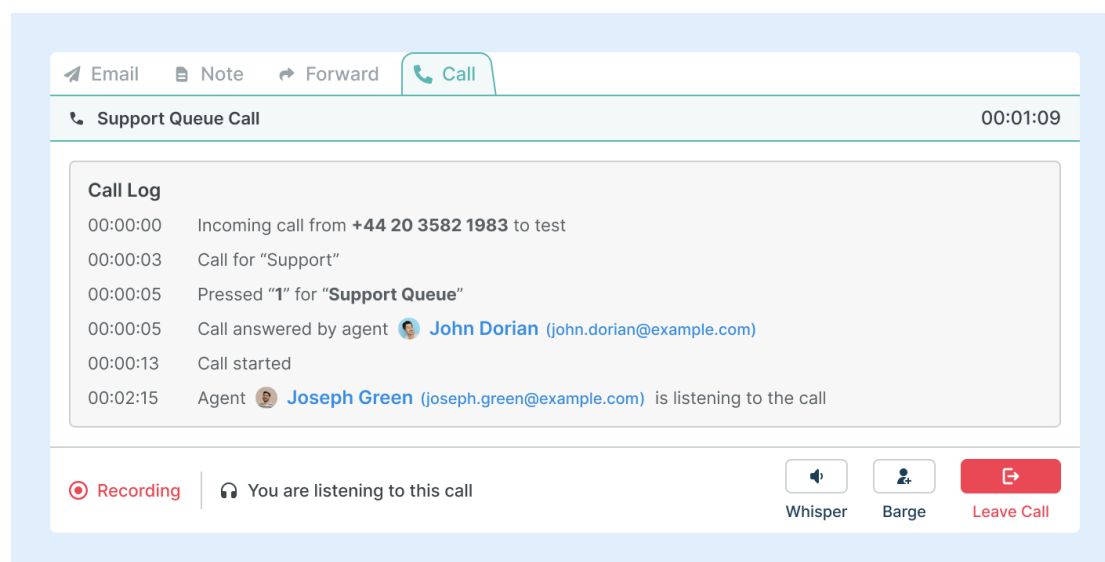 Email Note Forward Call
Support Queue Call 00:01:09
Call Log
00:00:00 Incoming call from +44 20 3582 1983 to test
00:00:03 Call for “Support”
00:00:05 Pressed “1” for “Support Queue”
00:00:05 Call answered by agent John Dorian (john.dorian@example.com)
00:00:13 Call started
00:02:15 Agent Joseph Green (joseph.green@example.com) is listening to the call
Recording You are listening to this call
Whisper Barge Leave Call